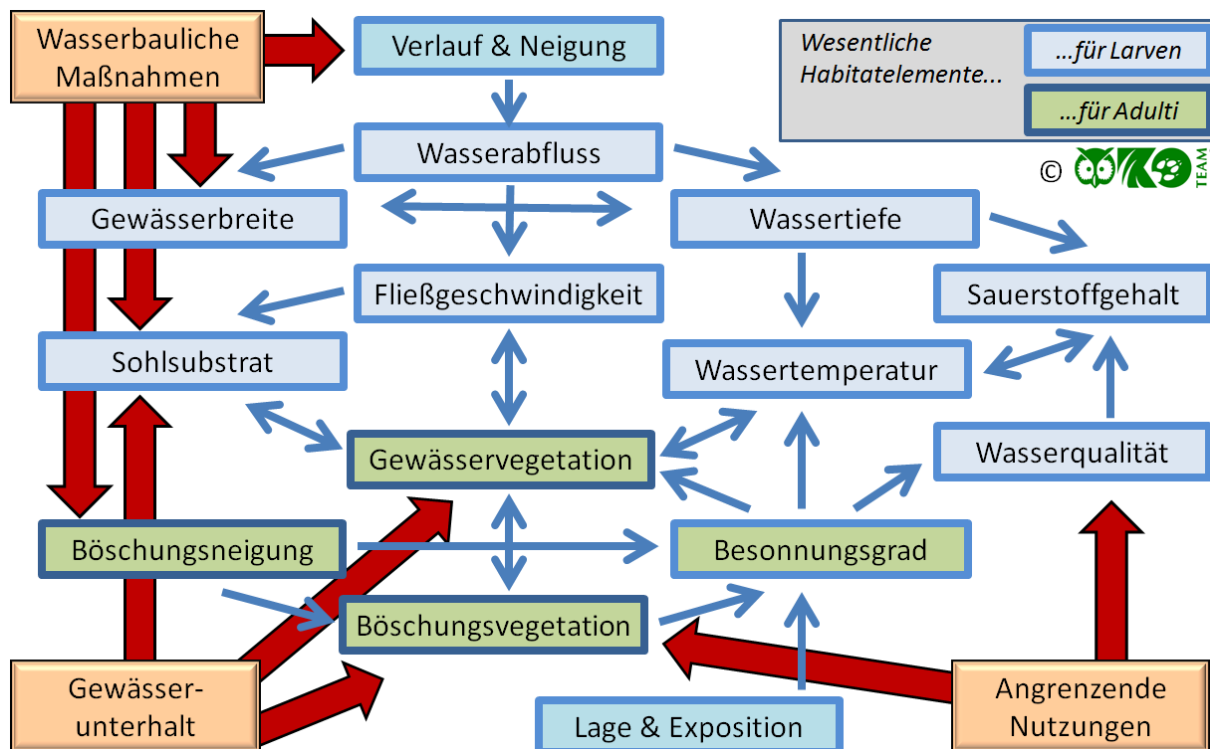 Wasserbauliche
Maßnahmen
Verlauf & Neigung
Wesentliche
Habitatelemente...
...für Larven
...für Adulti
©
ÖKO
TEAM
Wasserabfluss
Gewässerbreite
Wassertiefe
Fließgeschwindigkeit
Sauerstoffgehalt
Sohlsubstrat
Wassertemperatur
Gewässervegetation
Wasserqualität
Böschungsneigung
Besonnungsgrad
Böschungsvegetation
Gewässer-
unterhalt
Lage & Exposition
Angrenzende
Nutzungen